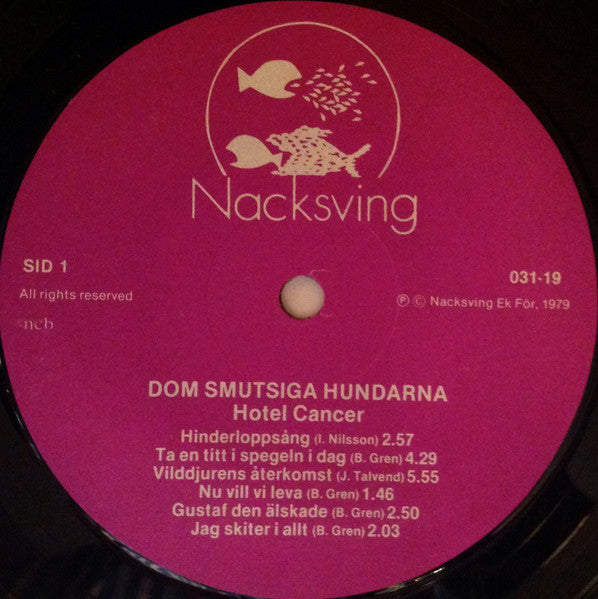 Nacksving
SID 1
031-19
All rights reserved
Ⓟ © Nacksving Ek För, 1979
ncb
DOM SMUTSIGA HUNDARNA
Hotel Cancer
Hinderloppsång (I. Nilsson) 2.57
Ta en titt i spegeln i dag (B. Gren) 4.29
Vilddjurens återkomst (J. Talvend) 5.55
Nu vill vi leva (B. Gren) 1.46
Gustaf den älskade (B. Gren) 2.50
Jag skiter i allt (B. Gren) 2.03